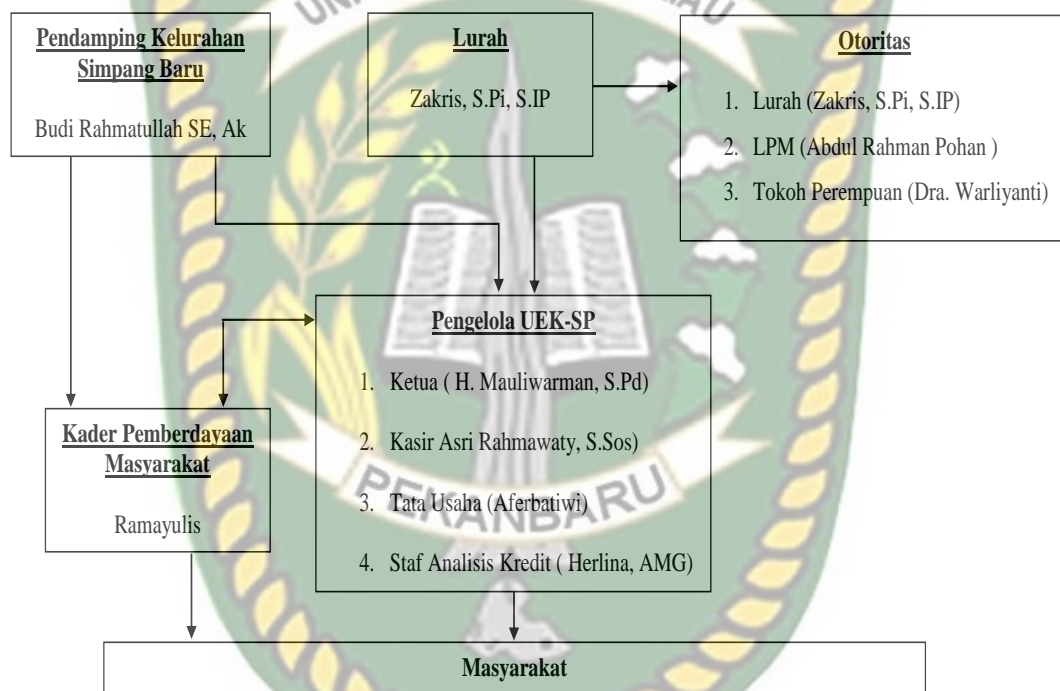 Pendamping Kelurahan
Simpang Baru
Budi Rahmatullah SE, Ak
Lurah
Zakris, S.Pi, S.IP
Otoritas
1. Lurah (Zakris, S.Pi, S.IP)
2. LPM (Abdul Rahman Pohan )
3. Tokoh Perempuan (Dra. Warliyanti)
Pengelola UEK-SP
1. Ketua ( H. Mauliwarman, S.Pd)
2. Kasir Asri Rahmawaty, S.Sos)
3. Tata Usaha (Aferbatiwi)
4. Staf Analisis Kredit ( Herlina, AMG)
Kader Pemberdayaan
Masyarakat
Ramayulis
PEKANBARU
Masyarakat